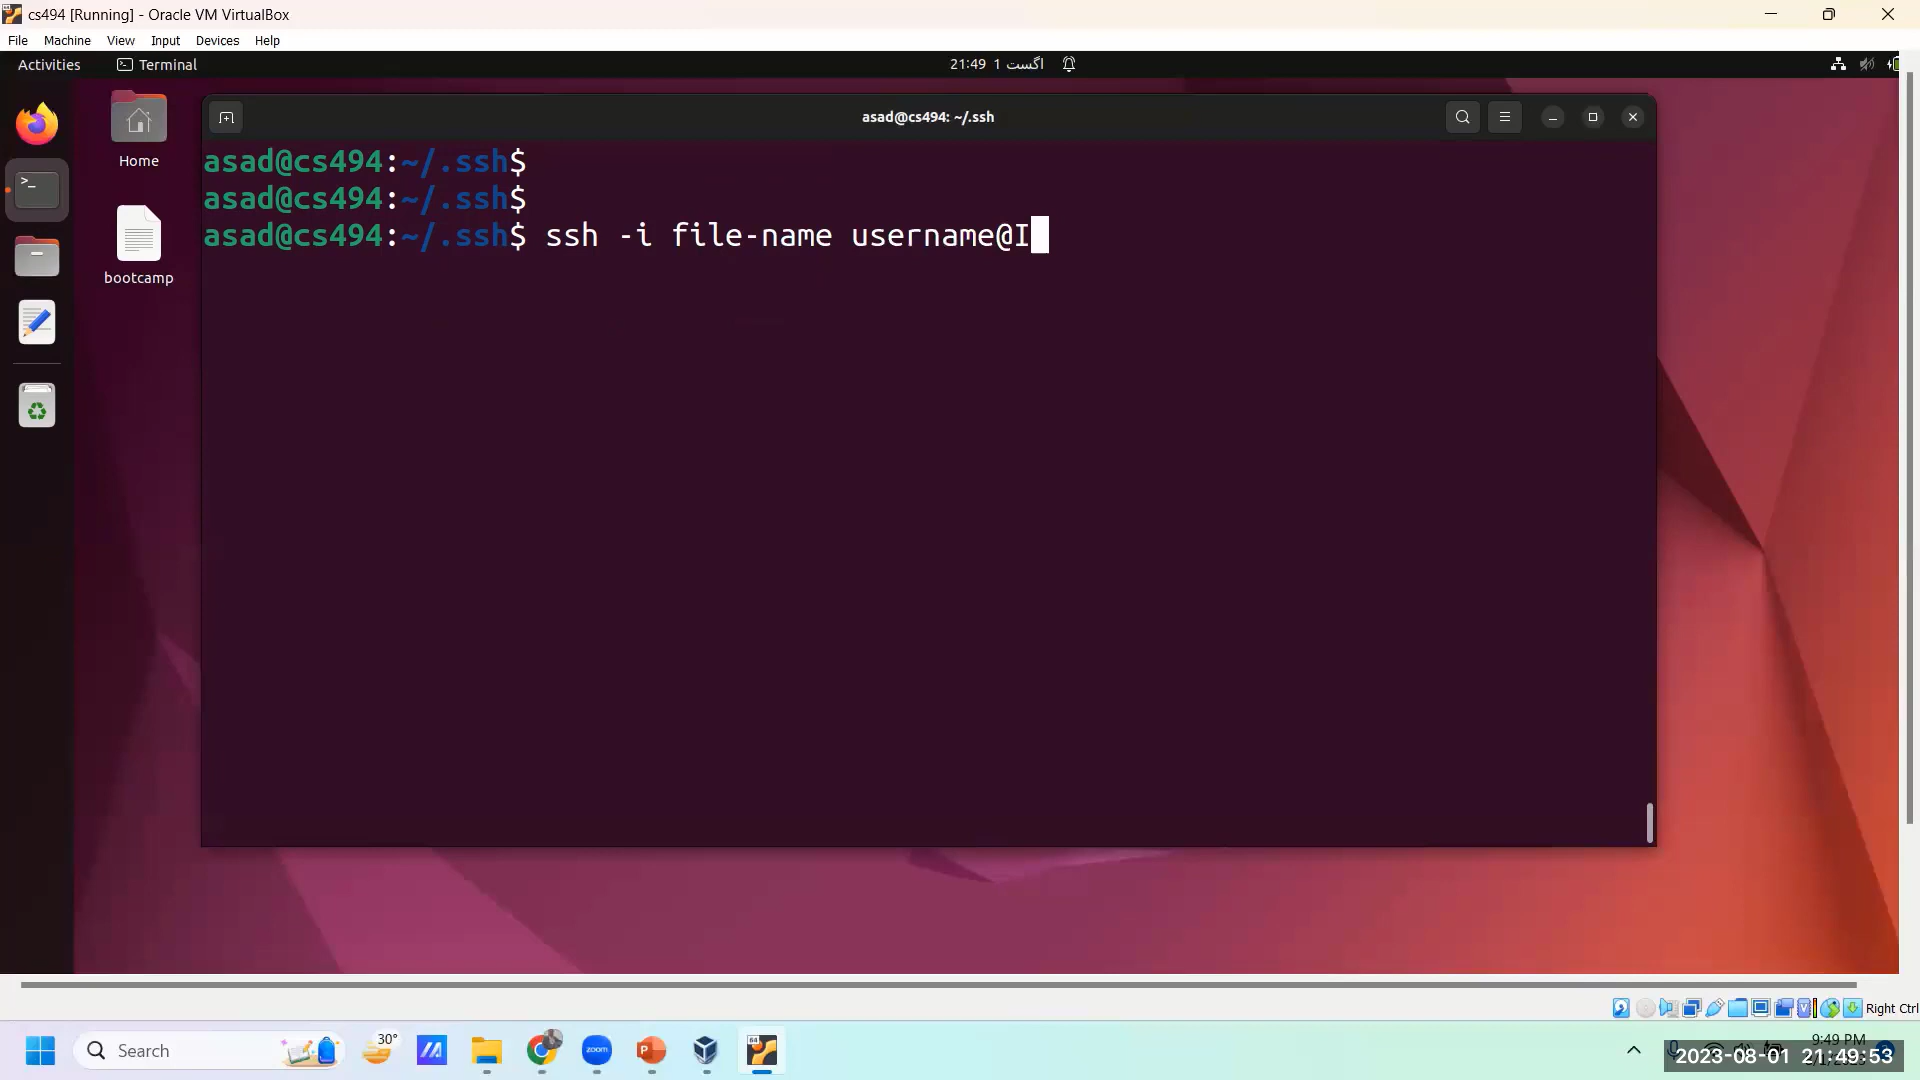 cs494 [Running] - Oracle VM VirtualBox
File Machine View Input Devices Help
Activities Terminal 21:49 1 اگست
asad@cs494: ~/.ssh
Home
bootcamp
asad@cs494:~/.ssh$
asad@cs494:~/.ssh$
asad@cs494:~/.ssh$ ssh -i file-name username@I
Right Ctrl
Search
30°
zoom
64
9:49 PM
2023-08-01 21:49:53